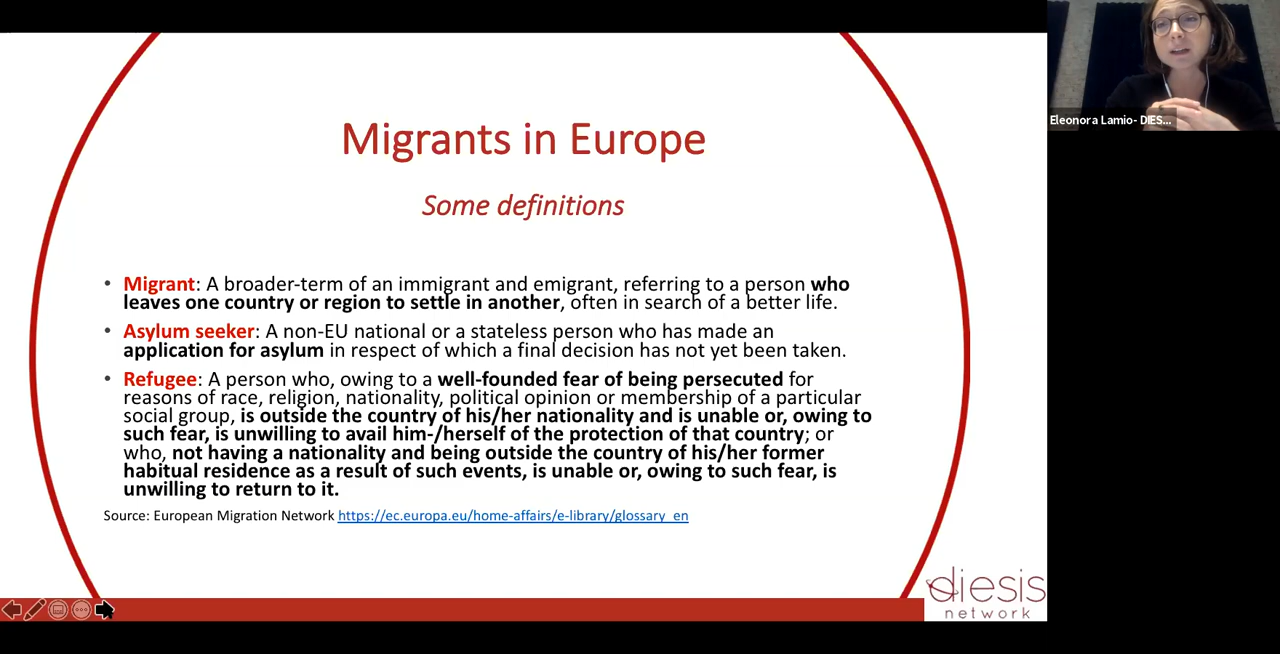 Migrants in Europe
Some definitions
• Migrant: A broader-term of an immigrant and emigrant, referring to a person who
leaves one country or region to settle in another, often in search of a better life.
• Asylum seeker: A non-EU national or a stateless person who has made an
application for asylum in respect of which a final decision has not yet been taken.
• Refugee: A person who, owing to a well-founded fear of being persecuted for
reasons of race, religion, nationality, political opinion or membership of a particular
social group, is outside the country of his/her nationality and is unable or, owing to
such fear, is unwilling to avail him-/herself of the protection of that country; or
who, not having a nationality and being outside the country of his/her former
habitual residence as a result of such events, is unable or, owing to such fear, is
unwilling to return to it.
Source: European Migration Network https://ec.europa.eu/home-affairs/e-library/glossary_en
diesis
network
Eleonora Lamio- DIES...